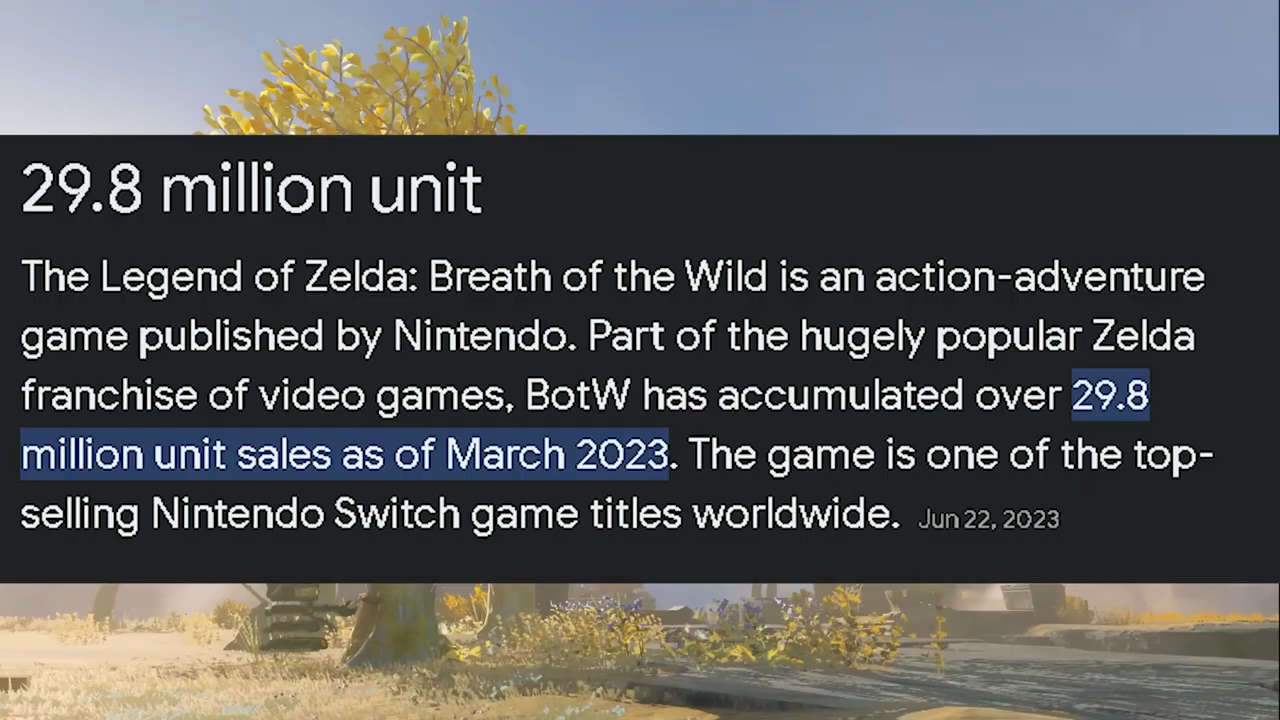 29.8 million unit
The Legend of Zelda: Breath of the Wild is an action-adventure
game published by Nintendo. Part of the hugely popular Zelda
franchise of video games, BotW has accumulated over 29.8
million unit sales as of March 2023. The game is one of the top-
selling Nintendo Switch game titles worldwide. Jun 22, 2023